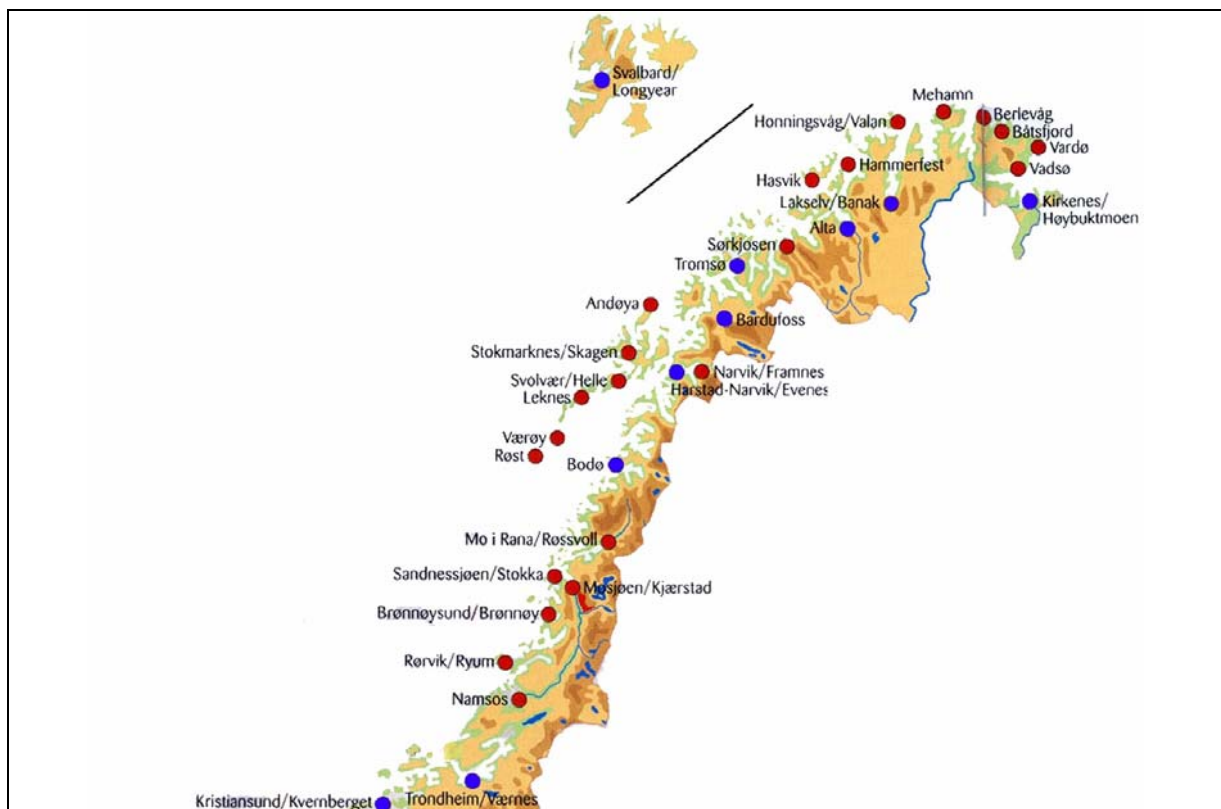 Svalbard/
Longyear
Mehamn
Honningsvåg/Valan
Berlevåg
Båtsfjord
Vardø
Hammerfest
Vadsø
Hasvik
Lakselv/Banak
Kirkenes/
Høybuktmoen
Alta
Sørkjosen
Tromsø
Andøya
Bardufoss
Stokmarknes/Skagen
Narvik/Framnes
Svolvær/Helle
Harstad-Narvik/Evenes
Leknes
Værøy
Røst
Bodø
Mo i Rana/Røssvoll
Sandnessjøen/Stokka
Mosjøen/Kjærstad
Brønnøysund/Brønnøy
Rørvik/Ryum
Namsos
Kristiansund/Kvernberget
Trondheim/Værnes